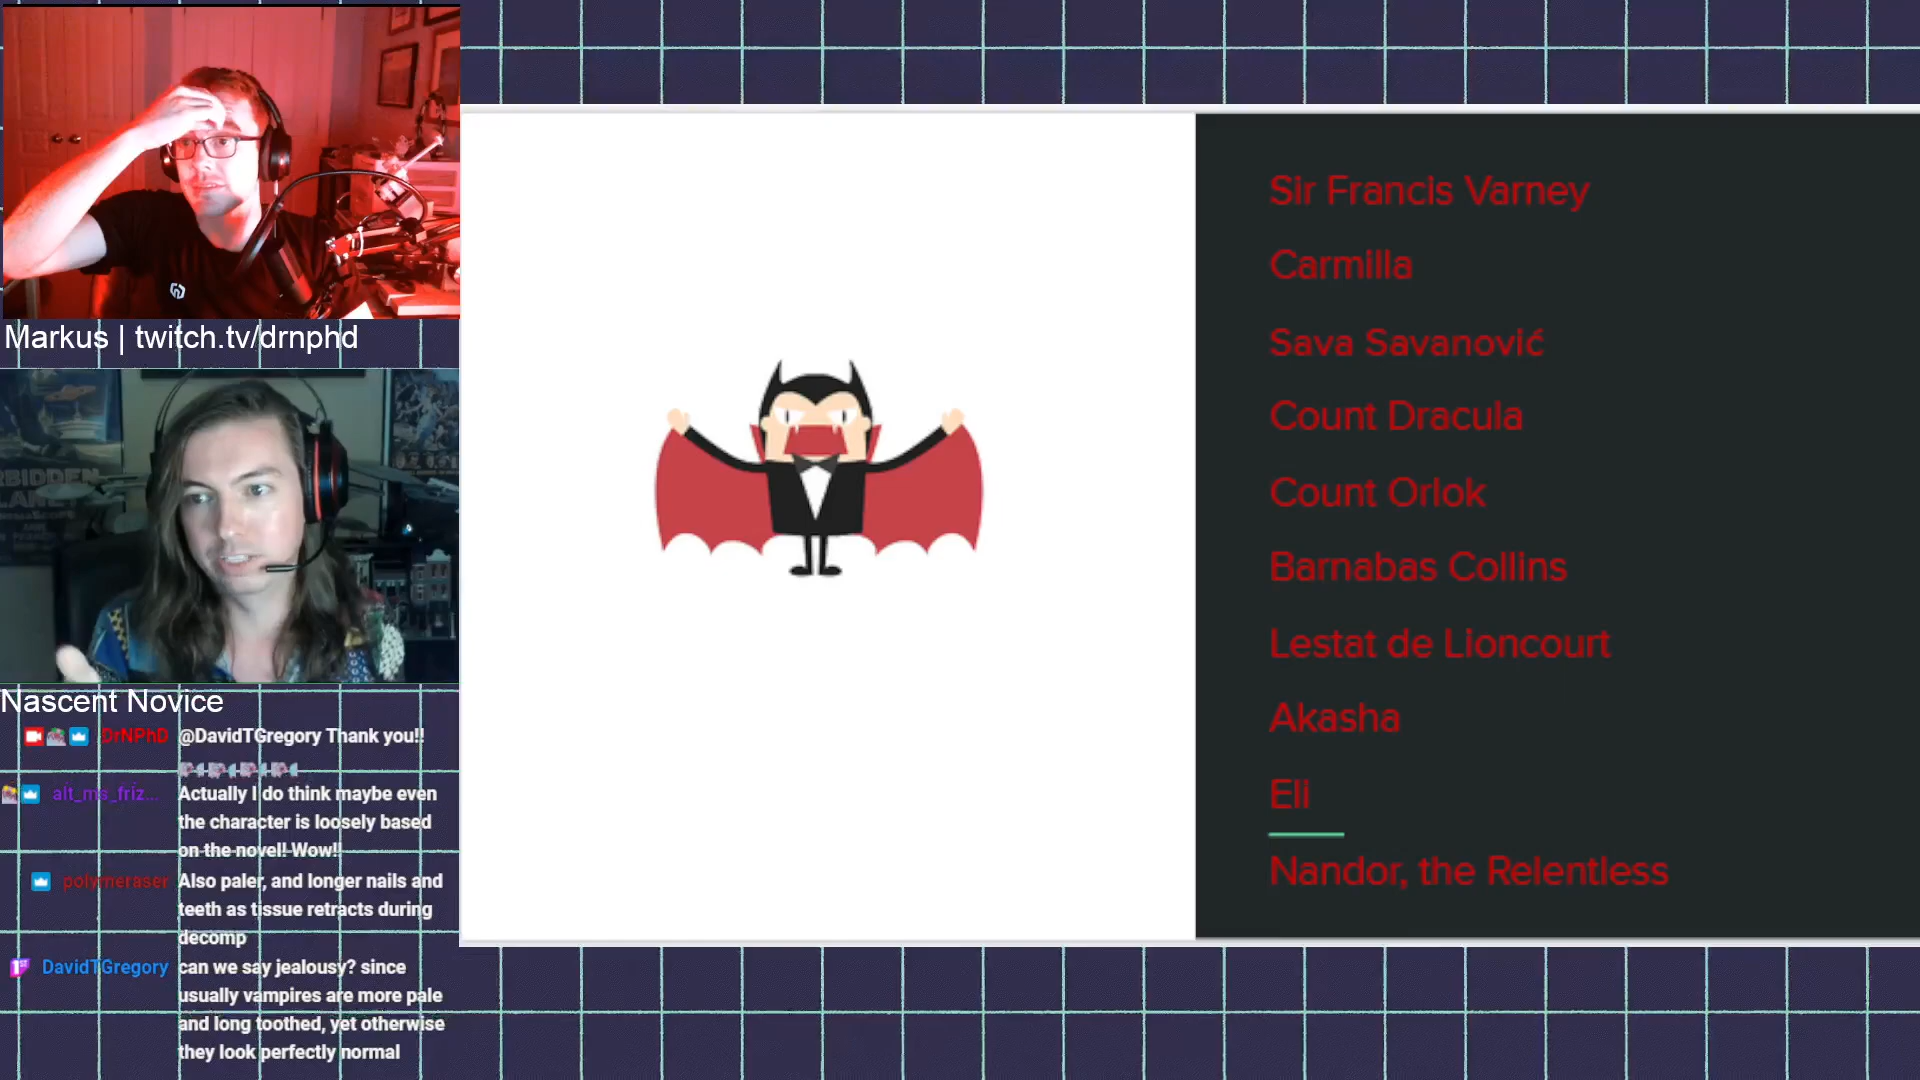 Markus | twitch.tv/drnphd
Nascent Novice
DrNPhD @DavidTGregory Thank you!!
alt_ms_friz... Actually I do think maybe even
the character is loosely based
on the novel! Wow!!
polymeraser Also paler, and longer nails and
teeth as tissue retracts during
decomp
DavidTGregory can we say jealousy? since
usually vampires are more pale
and long toothed, yet otherwise
they look perfectly normal
Sir Francis Varney
Carmilla
Sava Savanović
Count Dracula
Count Orlok
Barnabas Collins
Lestat de Lioncourt
Akasha
Eli
Nandor, the Relentless